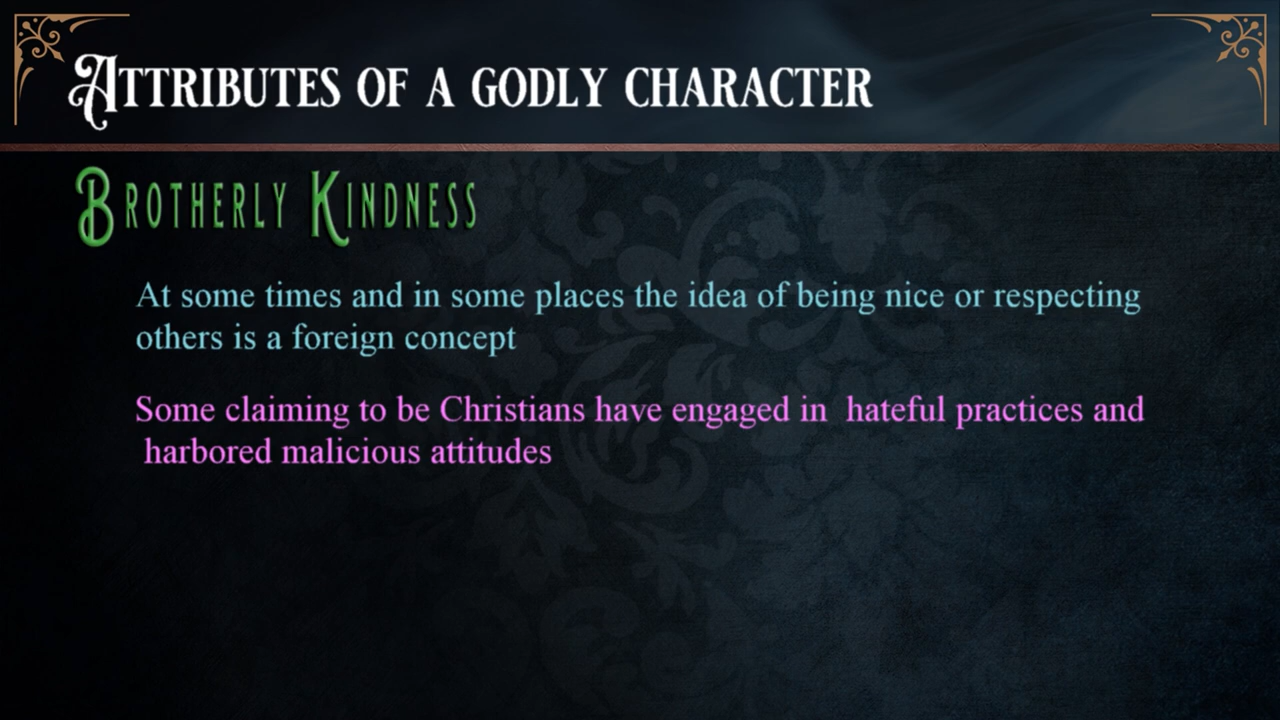 Attributes of a godly character
Brotherly Kindness
At some times and in some places the idea of being nice or respecting
others is a foreign concept
Some claiming to be Christians have engaged in  hateful practices and
harbored malicious attitudes